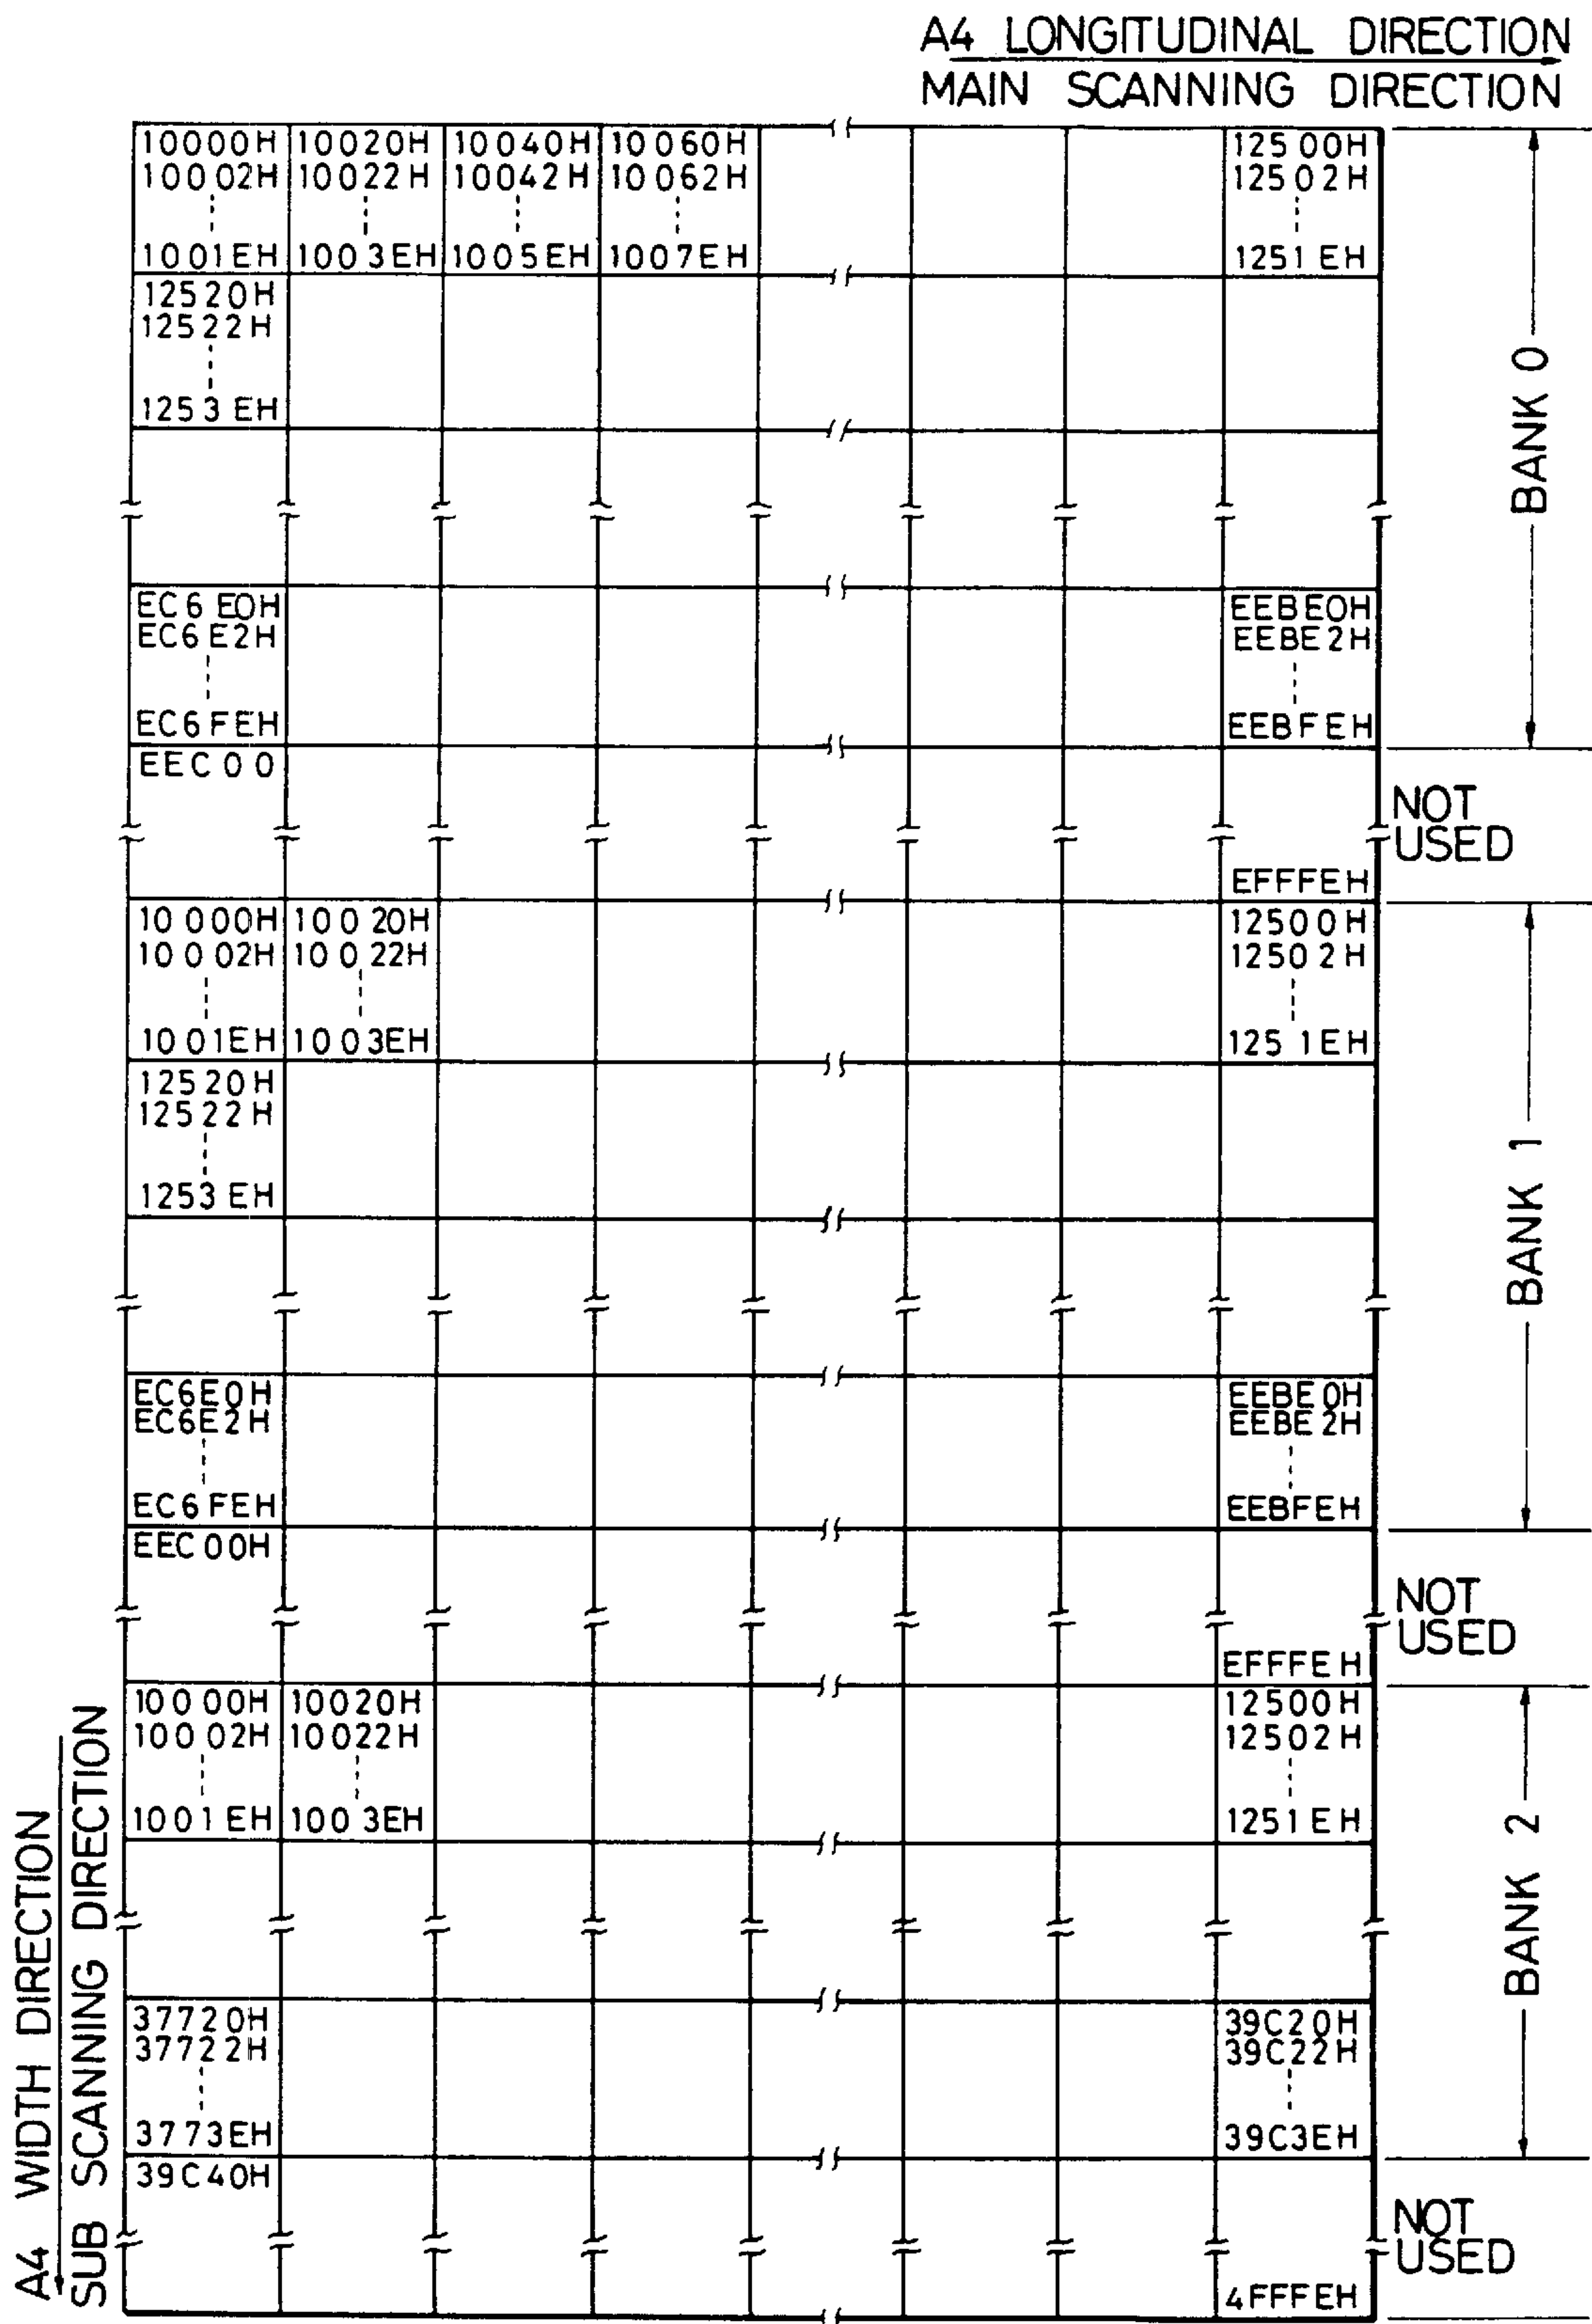 A4 LONGITUDINAL DIRECTION
MAIN SCANNING DIRECTION
10000H 10020H 10040H 10060H 12500H
10002H 10022H 10042H 10062H 12502H
1001EH 1003EH 1005EH 1007EH 1251EH
12520H
12522H
1253EH
BANK 0
EC6E0H EEBE0H
EC6E2H EEBE2H
EC6FEH EEBFEH
EEC00
NOT
USED
EFFFEH
10000H 10020H 12500H
10002H 10022H 12502H
1001EH 1003EH 1251EH
12520H
12522H
1253EH
BANK 1
EC6E0H EEBE0H
EC6E2H EEBE2H
EC6FEH EEBFEH
EEC00H
NOT
USED
EFFFEH
10000H 10020H 12500H
10002H 10022H 12502H
1001EH 1003EH 1251EH
BANK 2
37720H 39C20H
37722H 39C22H
3773EH 39C3EH
39C40H
NOT
USED
4FFFEH
A4 WIDTH DIRECTION
SUB SCANNING DIRECTION